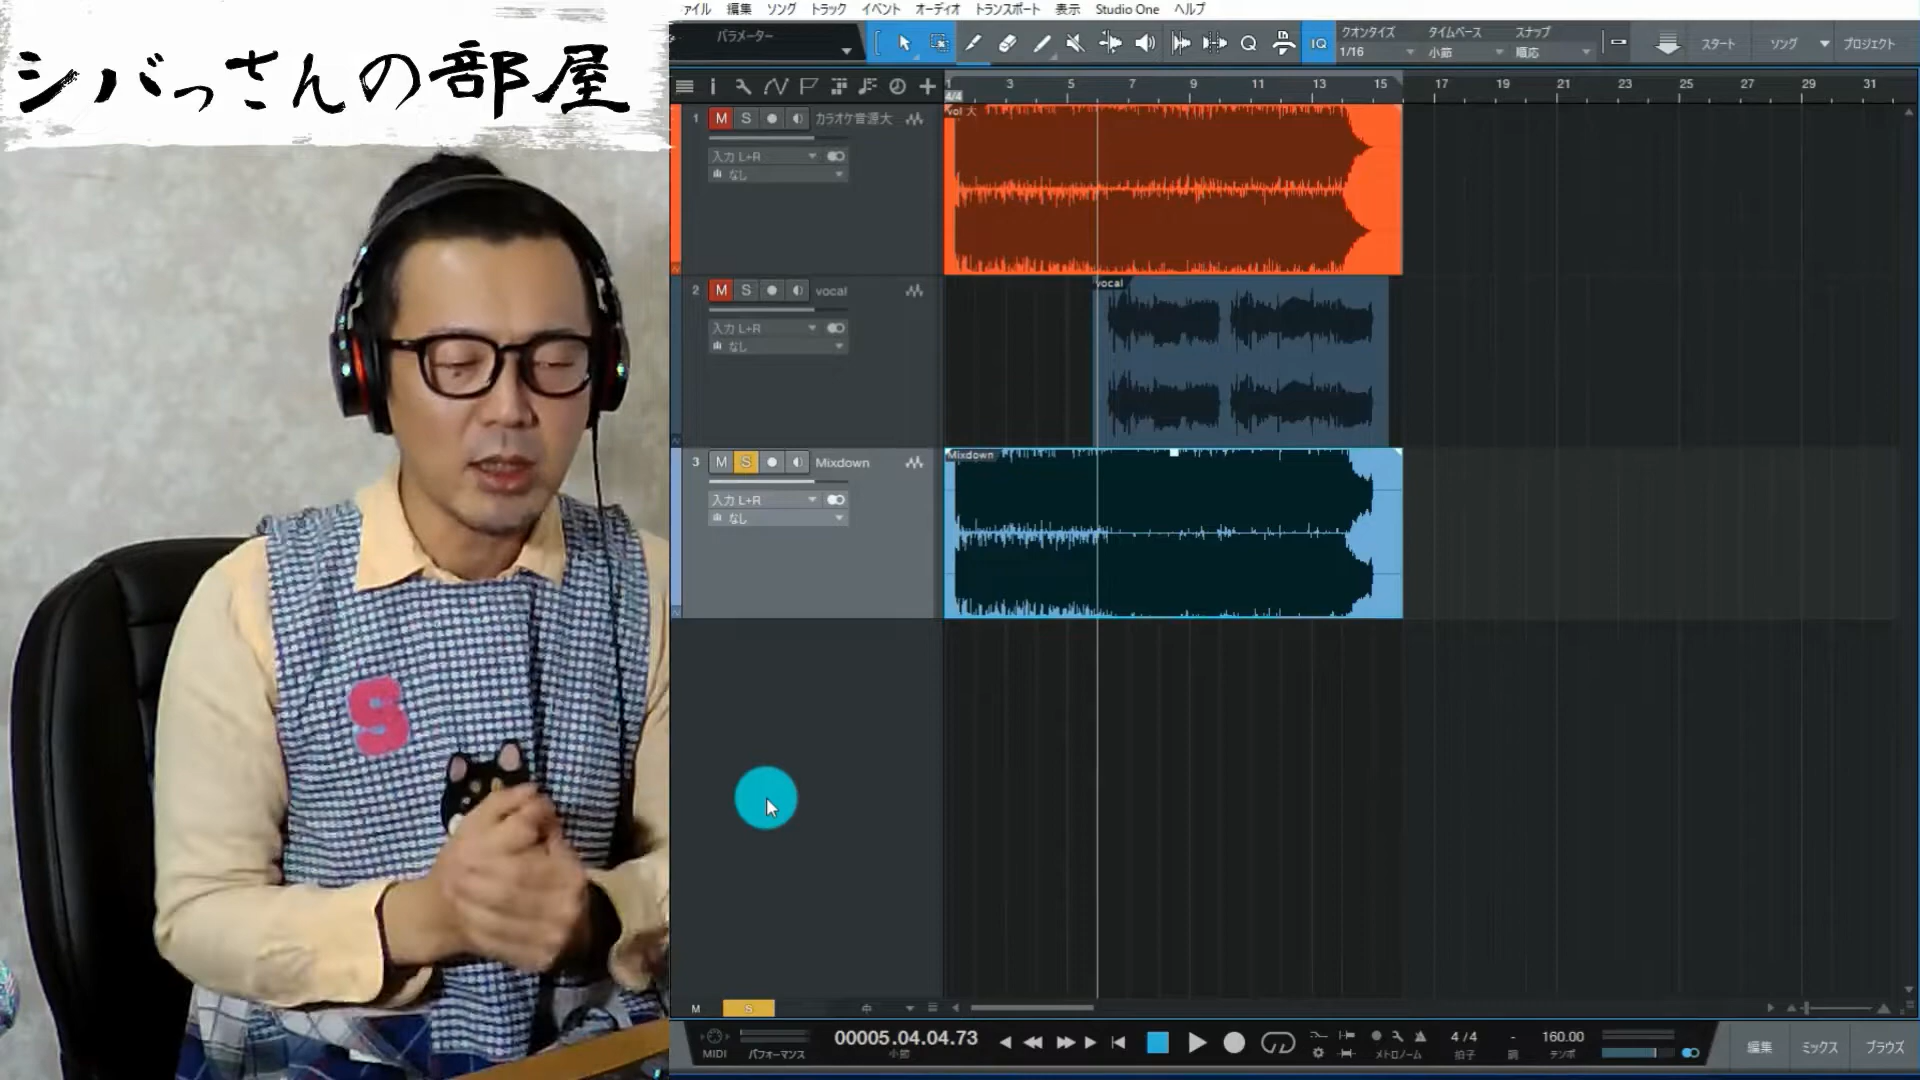 シバっさんの部屋
ァイル 編集 ソング トラック イベント オーディオ トランスポート 表示 Studio One ヘルプ
パラメーター
IQ
クオンタイズ タイムベース スナップ
1/16 小節 順応
スタート ソング プロジェクト
1 3 5 7 9 11 13 15 17 19 21 23 25 27 29 31
4/4
1 M S カラオケ音源大
入力 L+R
なし
vol 大
2 M S vocal
入力 L+R
なし
vocal
3 M S Mixdown
入力 L+R
なし
Mixdown
S
M S 中
MIDI パフォーマンス
00005.04.04.73
小節
メトロノーム
4 / 4
拍子
-
調
160.00
テンポ
編集 ミックス ブラウズ